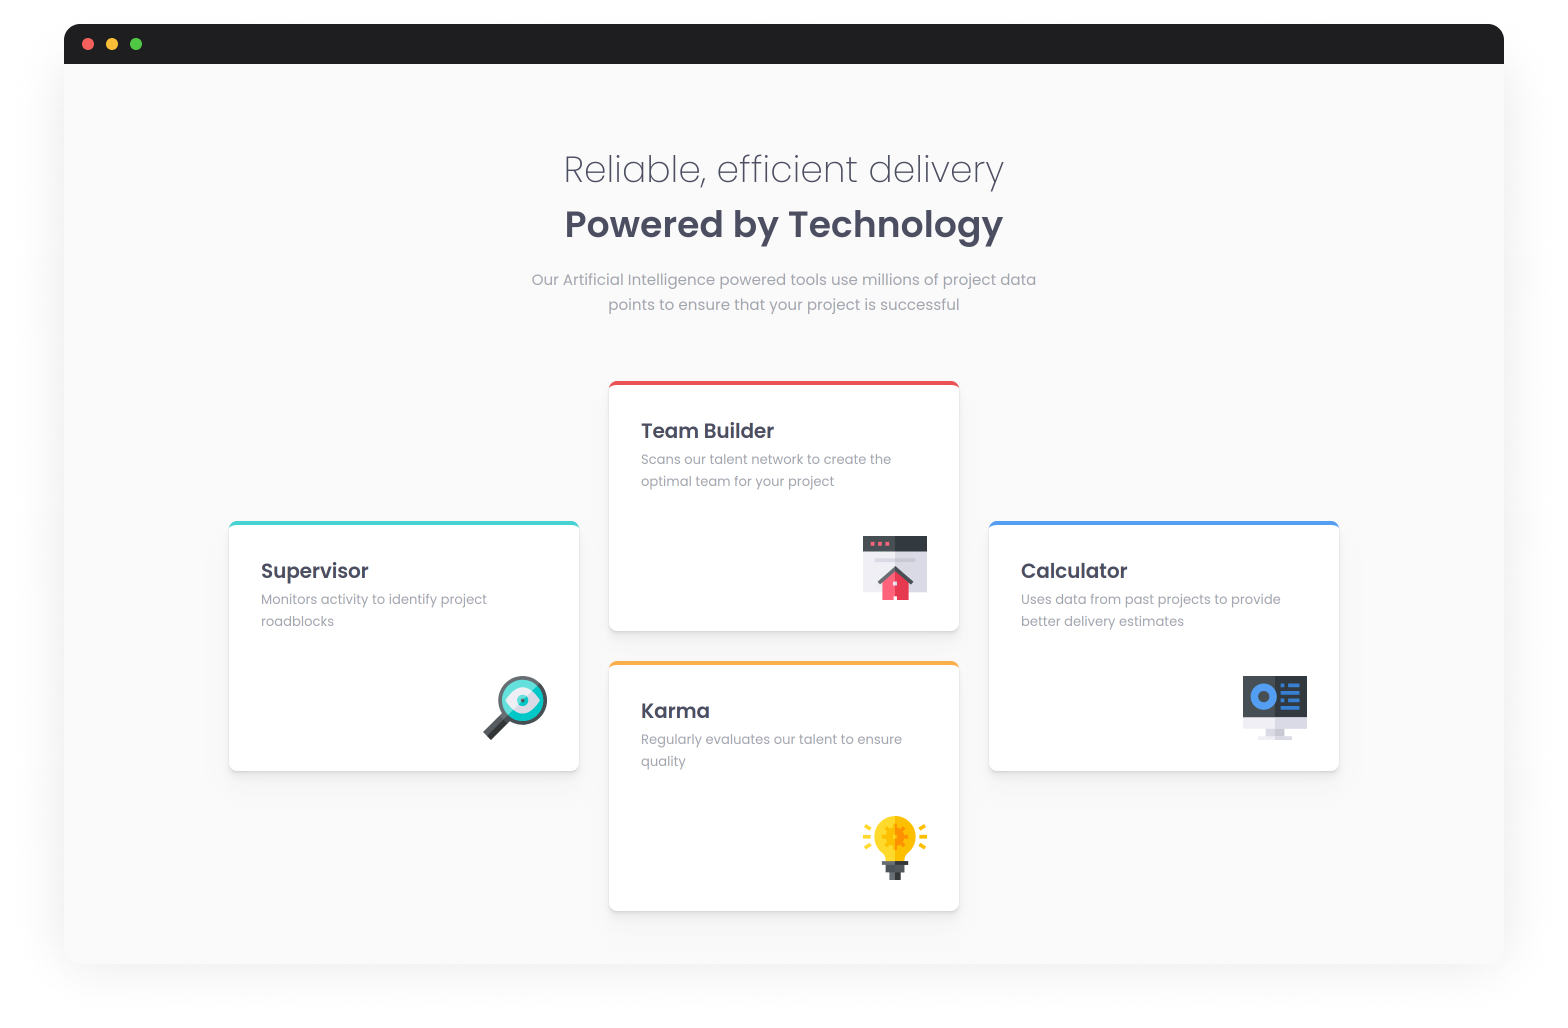 Reliable, efficient delivery
Powered by Technology
Our Artificial Intelligence powered tools use millions of project data
points to ensure that your project is successful
Team Builder
Scans our talent network to create the
optimal team for your project
Supervisor
Monitors activity to identify project
roadblocks
Calculator
Uses data from past projects to provide
better delivery estimates
Karma
Regularly evaluates our talent to ensure
quality